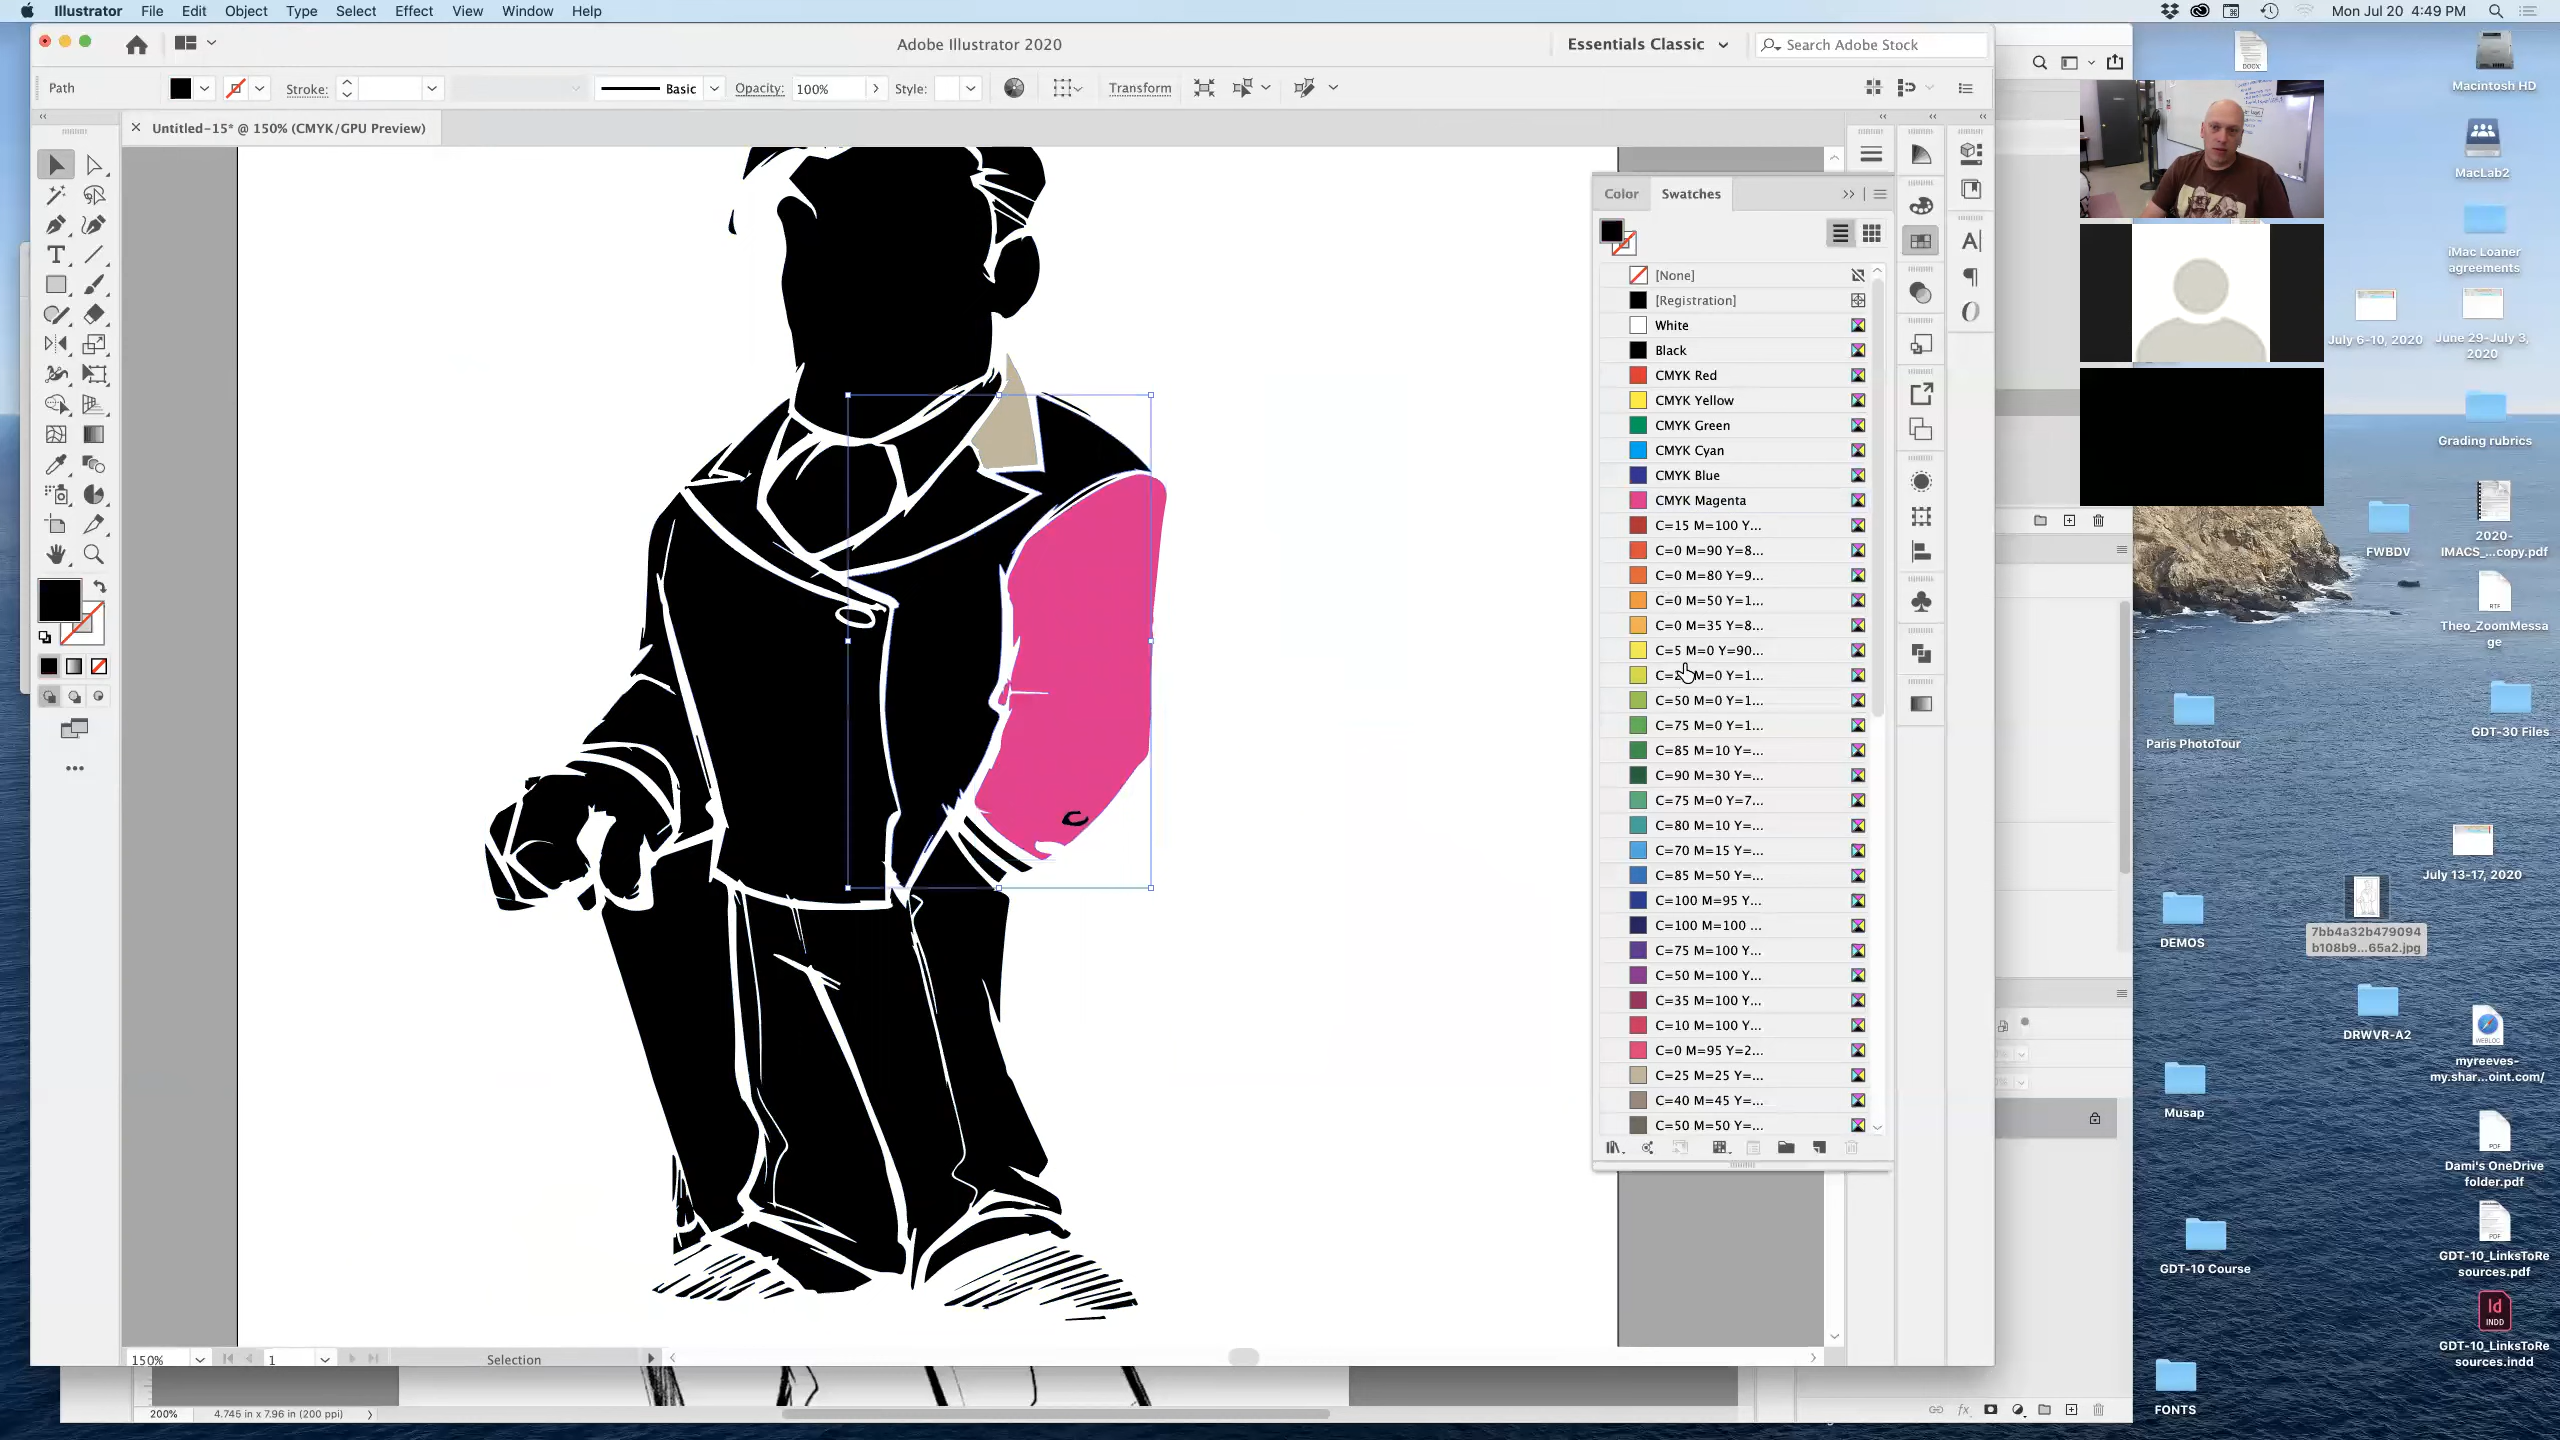 Illustrator File Edit Object Type Select Effect View Window Help
Mon Jul 20 4:49 PM
Adobe Illustrator 2020
Essentials Classic
Search Adobe Stock
Path
Stroke:
Basic
Opacity: 100%
Style:
Transform
Untitled-15* @ 150% (CMYK/GPU Preview)
Color Swatches
[None]
[Registration]
White
Black
CMYK Red
CMYK Yellow
CMYK Green
CMYK Cyan
CMYK Blue
CMYK Magenta
C=15 M=100 Y...
C=0 M=90 Y=8...
C=0 M=80 Y=9...
C=0 M=50 Y=1...
C=0 M=35 Y=8...
C=5 M=0 Y=90...
M=0 Y=1...
C=50 M=0 Y=1...
C=75 M=0 Y=1...
C=85 M=10 Y=...
C=90 M=30 Y=...
C=75 M=0 Y=7...
C=80 M=10 Y=...
C=70 M=15 Y=...
C=85 M=50 Y=...
C=100 M=95 Y...
C=100 M=100 ...
C=75 M=100 Y...
C=50 M=100 Y...
C=35 M=100 Y...
C=10 M=100 Y...
C=0 M=95 Y=2...
C=25 M=25 Y=...
C=40 M=45 Y=...
C=50 M=50 Y=...
150%
1
Selection
200%
4.745 in x 7.96 in (200 ppi)
DOCX
Macintosh HD
MacLab2
iMac Loaner
agreements
July 6-10, 2020
June 29-July 3,
2020
Grading rubrics
FWBDV
2020-
IMACS_...copy.pdf
RTF
Theo_ZoomMessa
ge
Paris PhotoTour
GDT-30 Files
July 13-17, 2020
DEMOS
7bb4a32b479094
b108b9...65a2.jpg
DRWVR-A2
WEBLOC
myreeves-
my.shar...oint.com/
Musap
PDF
Dami's OneDrive
folder.pdf
PDF
GDT-10 Course
GDT-10_LinksToRe
sources.pdf
Id
INDD
GDT-10_LinksToRe
sources.indd
FONTS
fx